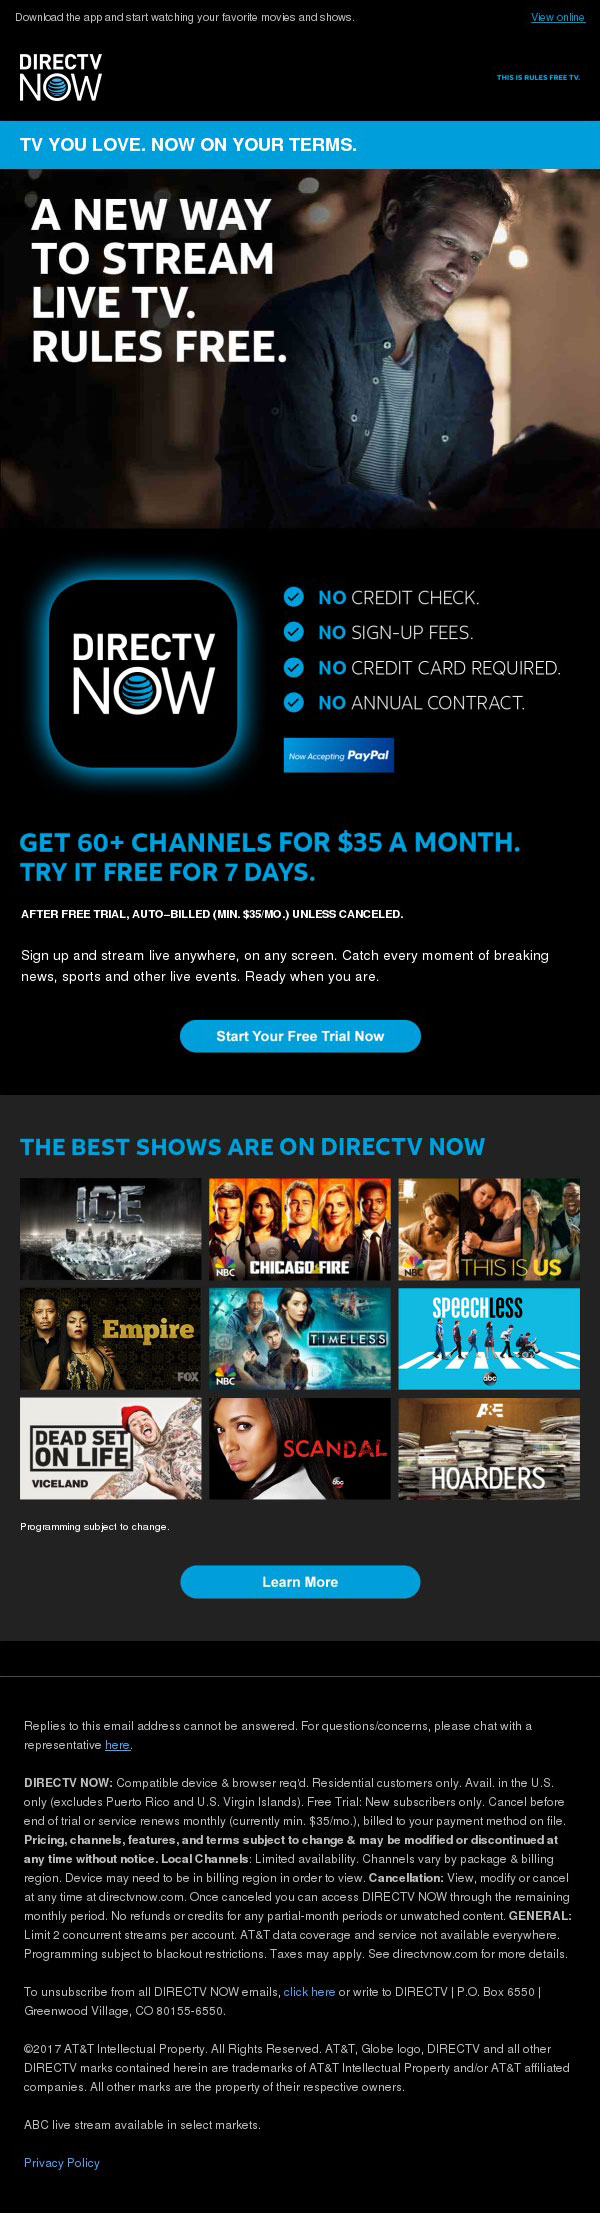 Download the app and start watching your favorite movies and shows.
View online
DIRECTV
NOW
THIS IS RULES FREE TV.
TV YOU LOVE. NOW ON YOUR TERMS.
A NEW WAY
TO STREAM
LIVE TV.
RULES FREE.
DIRECTV
NOW
NO CREDIT CHECK.
NO SIGN-UP FEES.
NO CREDIT CARD REQUIRED.
NO ANNUAL CONTRACT.
Now Accepting PayPal
GET 60+ CHANNELS FOR $35 A MONTH.
TRY IT FREE FOR 7 DAYS.
AFTER FREE TRIAL, AUTO–BILLED (MIN. $35/MO.) UNLESS CANCELED.
Sign up and stream live anywhere, on any screen. Catch every moment of breaking
news, sports and other live events. Ready when you are.
Start Your Free Trial Now
THE BEST SHOWS ARE ON DIRECTV NOW
ICE
NBC CHICAGO FIRE
NBC THIS IS US
Empire
FOX
TIMELESS
NBC
SPEECHLESS
abc
DEAD SET
ON LIFE
VICELAND
SCANDAL
abc
A&E
HOARDERS
Programming subject to change.
Learn More
Replies to this email address cannot be answered. For questions/concerns, please chat with a
representative here.
DIRECTV NOW: Compatible device & browser req'd. Residential customers only. Avail. in the U.S.
only (excludes Puerto Rico and U.S. Virgin Islands). Free Trial: New subscribers only. Cancel before
end of trial or service renews monthly (currently min. $35/mo.), billed to your payment method on file.
Pricing, channels, features, and terms subject to change & may be modified or discontinued at
any time without notice. Local Channels: Limited availability. Channels vary by package & billing
region. Device may need to be in billing region in order to view. Cancellation: View, modify or cancel
at any time at directvnow.com. Once canceled you can access DIRECTV NOW through the remaining
monthly period. No refunds or credits for any partial-month periods or unwatched content. GENERAL:
Limit 2 concurrent streams per account. AT&T data coverage and service not available everywhere.
Programming subject to blackout restrictions. Taxes may apply. See directvnow.com for more details.
To unsubscribe from all DIRECTV NOW emails, click here or write to DIRECTV | P.O. Box 6550 |
Greenwood Village, CO 80155-6550.
©2017 AT&T Intellectual Property. All Rights Reserved. AT&T, Globe logo, DIRECTV and all other
DIRECTV marks contained herein are trademarks of AT&T Intellectual Property and/or AT&T affiliated
companies. All other marks are the property of their respective owners.
ABC live stream available in select markets.
Privacy Policy